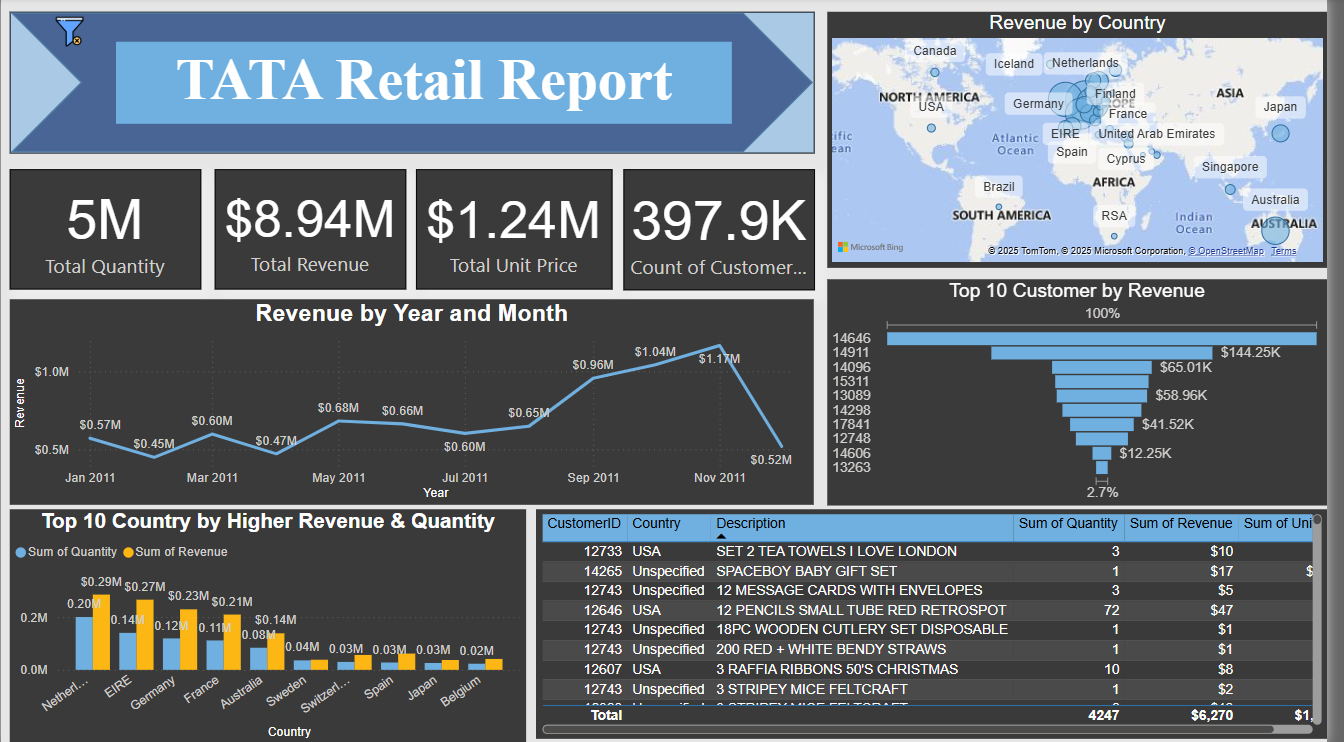 TATA Retail Report
5M
Total Quantity
$8.94M
Total Revenue
$1.24M
Total Unit Price
397.9K
Count of Customer...
Revenue by Country
Canada
Iceland
Netherlands
NORTH AMERICA
USA
ASIA
Germany
Finland
France
Japan
Atlantic
Ocean
EIRE
United Arab Emirates
Spain
Cyprus
Singapore
AFRICA
Brazil
SOUTH AMERICA
RSA
Indian
Ocean
Australia
AUSTRALIA
Microsoft Bing
© 2025 TomTom, © 2025 Microsoft Corporation, © OpenStreetMap Terms
Revenue by Year and Month
Revenue
$1.0M
$0.5M
$0.57M
$0.45M
$0.60M
$0.47M
$0.68M
$0.66M
$0.60M
$0.65M
$0.96M
$1.04M
$1.17M
$0.52M
Jan 2011
Mar 2011
May 2011
Jul 2011
Sep 2011
Nov 2011
Year
Top 10 Customer by Revenue
100%
14646
14911 $144.25K
14096 $65.01K
15311
13089 $58.96K
14298
17841 $41.52K
12748
14606 $12.25K
13263
2.7%
Top 10 Country by Higher Revenue & Quantity
Sum of Quantity Sum of Revenue
0.2M
0.0M
0.20M $0.29M
0.14M $0.27M
0.12M $0.23M
0.11M $0.21M
0.08M $0.14M
0.04M
0.03M
0.03M
0.03M
0.02M
Netherl...
EIRE
Germany
France
Australia
Sweden
Switzerl...
Spain
Japan
Belgium
Country
CustomerID Country Description Sum of Quantity Sum of Revenue Sum of Uni
12733 USA SET 2 TEA TOWELS I LOVE LONDON 3 $10
14265 Unspecified SPACEBOY BABY GIFT SET 1 $17 $
12743 Unspecified 12 MESSAGE CARDS WITH ENVELOPES 3 $5
12646 USA 12 PENCILS SMALL TUBE RED RETROSPOT 72 $47
12743 Unspecified 18PC WOODEN CUTLERY SET DISPOSABLE 1 $1
12743 Unspecified 200 RED + WHITE BENDY STRAWS 1 $1
12607 USA 3 RAFFIA RIBBONS 50'S CHRISTMAS 10 $8
12743 Unspecified 3 STRIPEY MICE FELTCRAFT 1 $2
Total 4247 $6,270 $1,